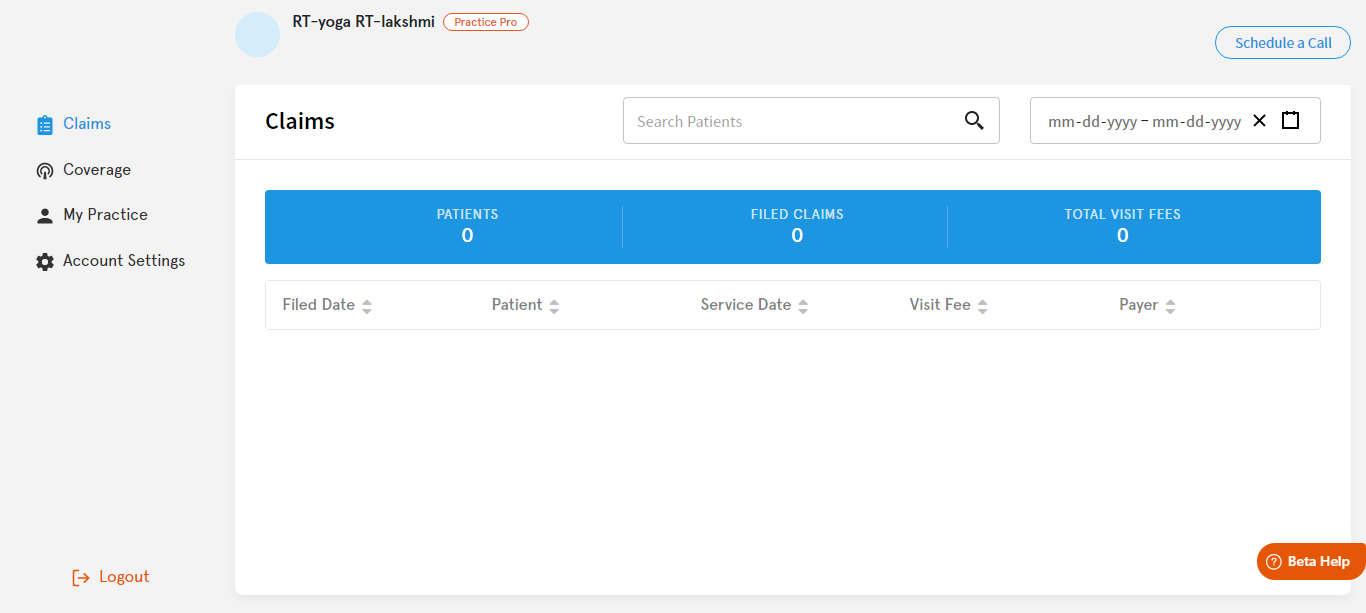 RT-yoga RT-lakshmi Practice Pro
Schedule a Call
Claims
Coverage
My Practice
Account Settings
Logout
Claims
Search Patients
mm-dd-yyyy – mm-dd-yyyy
PATIENTS
0
FILED CLAIMS
0
TOTAL VISIT FEES
0
Filed Date
Patient
Service Date
Visit Fee
Payer
Beta Help